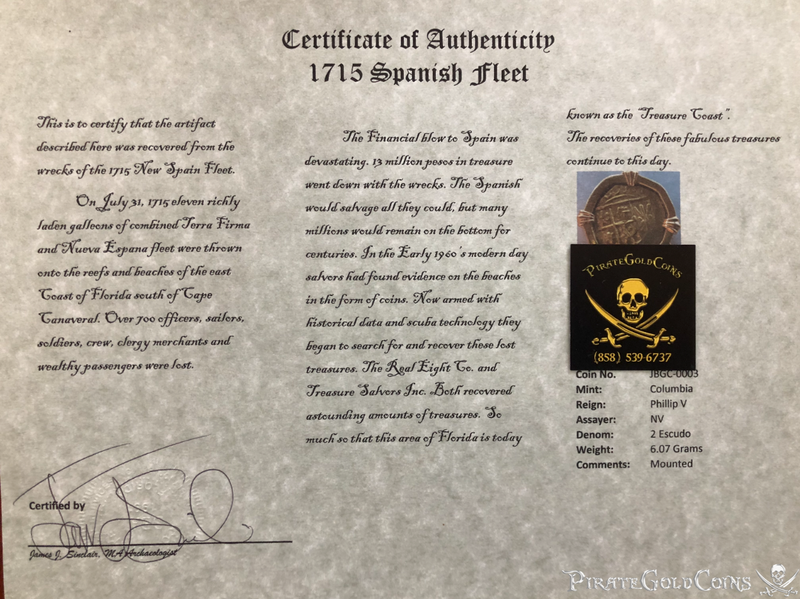 Certificate of Authenticity
1715 Spanish Fleet
This is to certify that the artifact
described here was recovered from the
wrecks of the 1715 New Spain Fleet.
On July 31, 1715 eleven richly
laden galleons of combined Terra Firma
and Nueva Espana fleet were thrown
onto the reefs and beaches of the east
Coast of Florida south of Cape
Canaveral. Over 700 officers, sailors,
soldiers, crew, clergy merchants and
wealthy passengers were lost.
The Financial blow to Spain was
devastating. 13 million pesos in treasure
went down with the wrecks. The Spanish
would salvage all they could, but many
millions would remain on the bottom for
centuries. In the Early 1960's modern day
salvors had found evidence on the beaches
in the form of coins. Now armed with
historical data and scuba technology they
began to search for and recover these lost
treasures. The Real Eight Co. and
Treasure Salvors Inc. Both recovered
astounding amounts of treasures. So
much so that this area of Florida is today
known as the "Treasure Coast".
The recoveries of these fabulous treasures
continue to this day.
PirateGoldCoins
(858) 539-6737
Coin No. JBGC-0003
Mint: Columbia
Reign: Phillip V
Assayer: NV
Denom: 2 Escudo
Weight: 6.07 Grams
Comments: Mounted
Certified by
James J. Sinclair, MA Archaeologist
PirateGoldCoins